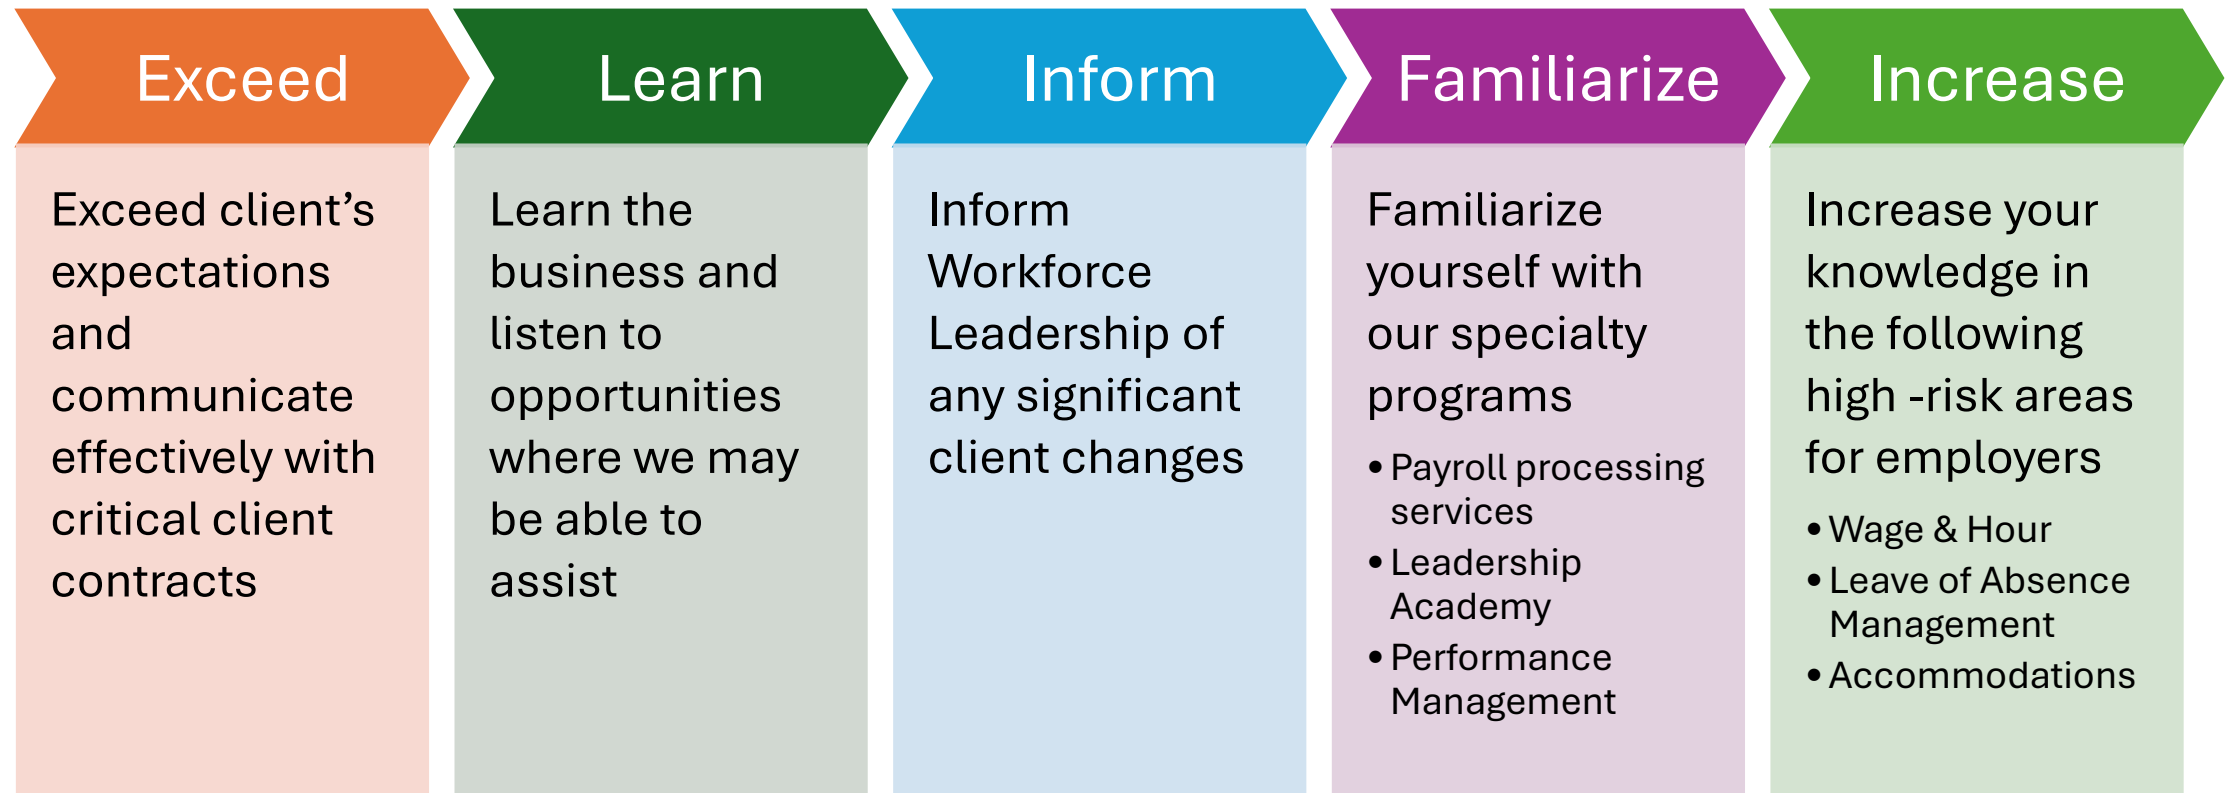 Exceed
Exceed client’s
expectations
and
communicate
effectively with
critical client
contracts
Learn
Learn the
business and
listen to
opportunities
where we may
be able to
assist
Inform
Inform
Workforce
Leadership of
any significant
client changes
Familiarize
Familiarize
yourself with
our specialty
programs
• Payroll processing
services
• Leadership
Academy
• Performance
Management
Increase
Increase your
knowledge in
the following
high -risk areas
for employers
• Wage & Hour
• Leave of Absence
Management
• Accommodations